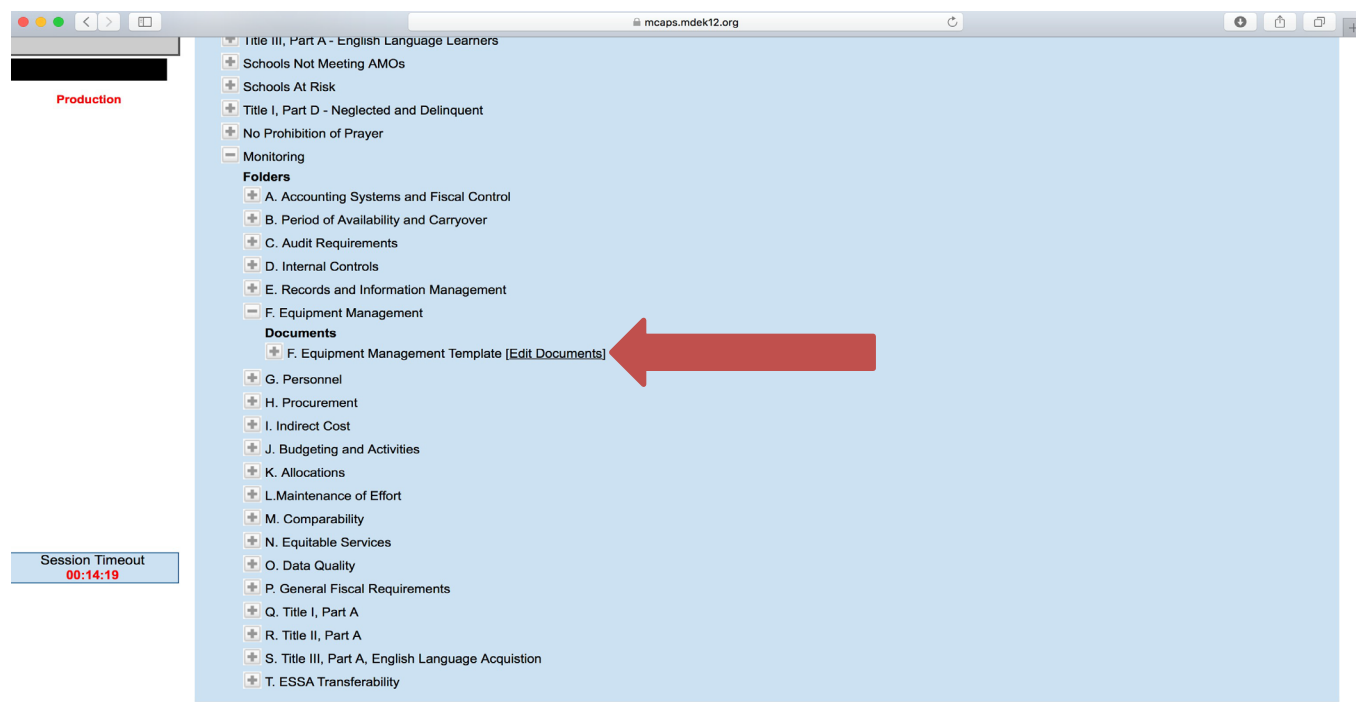 mcaps.mdek12.org
Title III, Part A - English Language Learners
Schools Not Meeting AMOs
Schools At Risk
Production
Title I, Part D - Neglected and Delinquent
No Prohibition of Prayer
Monitoring
Folders
A. Accounting Systems and Fiscal Control
B. Period of Availability and Carryover
C. Audit Requirements
D. Internal Controls
E. Records and Information Management
F. Equipment Management
Documents
F. Equipment Management Template [Edit Documents]
G. Personnel
H. Procurement
I. Indirect Cost
J. Budgeting and Activities
K. Allocations
L.Maintenance of Effort
M. Comparability
N. Equitable Services
Session Timeout
O. Data Quality
00:14:19
P. General Fiscal Requirements
Q. Title I, Part A
R. Title II, Part A
S. Title III, Part A, English Language Acquistion
T. ESSA Transferability